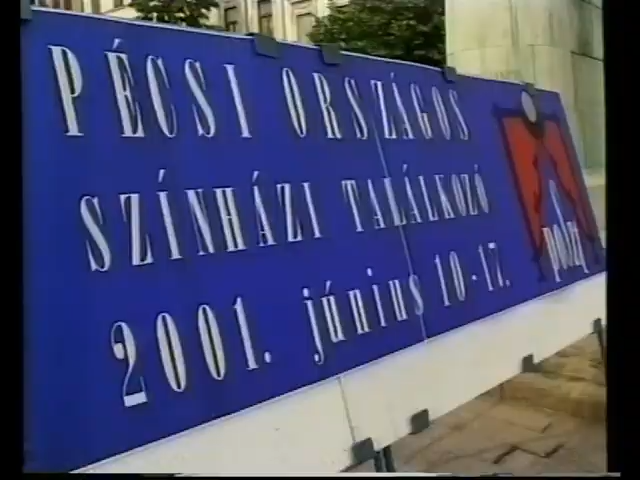 PÉCSI ORSZÁGOS
SZÍNHÁZI TALÁLKOZÓ
2001. június 10-17.
poszt